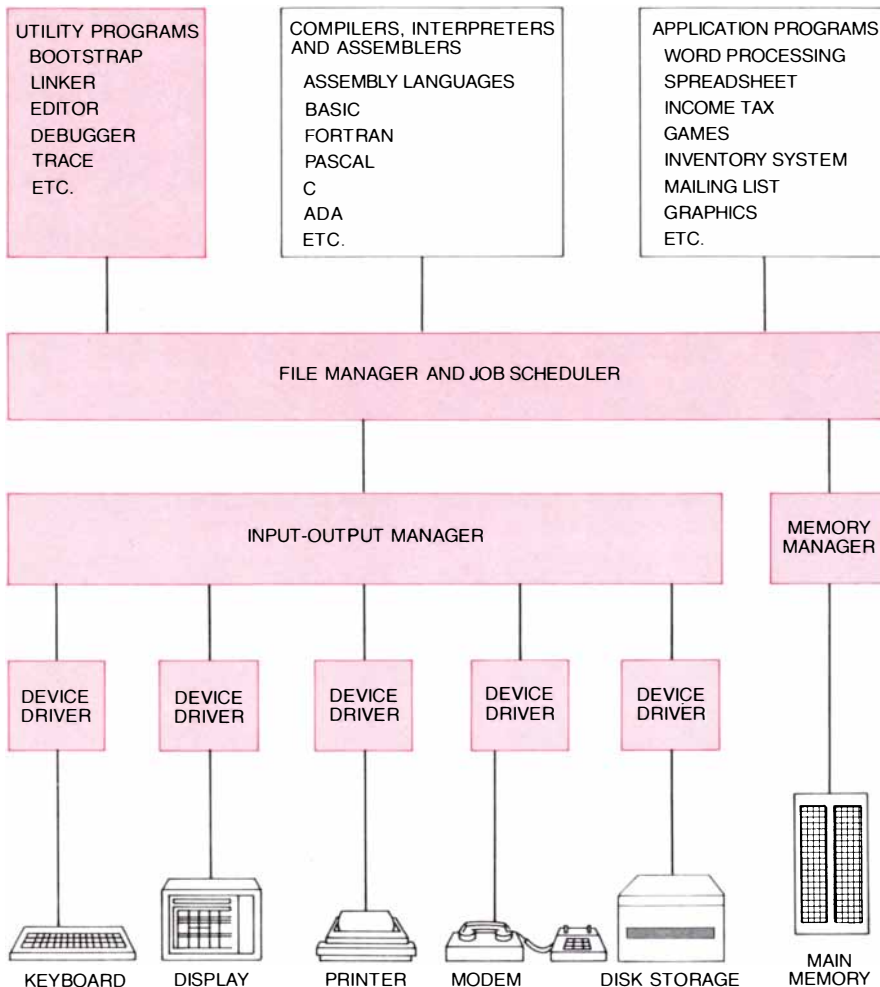 UTILITY PROGRAMS
BOOTSTRAP
LINKER
EDITOR
DEBUGGER
TRACE
ETC.
COMPILERS, INTERPRETERS
AND ASSEMBLERS
ASSEMBLY LANGUAGES
BASIC
FORTRAN
PASCAL
C
ADA
ETC.
APPLICATION PROGRAMS
WORD PROCESSING
SPREADSHEET
INCOME TAX
GAMES
INVENTORY SYSTEM
MAILING LIST
GRAPHICS
ETC.
FILE MANAGER AND JOB SCHEDULER
INPUT-OUTPUT MANAGER
MEMORY
MANAGER
DEVICE
DRIVER
DEVICE
DRIVER
DEVICE
DRIVER
DEVICE
DRIVER
DEVICE
DRIVER
KEYBOARD
DISPLAY
PRINTER
MODEM
DISK STORAGE
MAIN
MEMORY